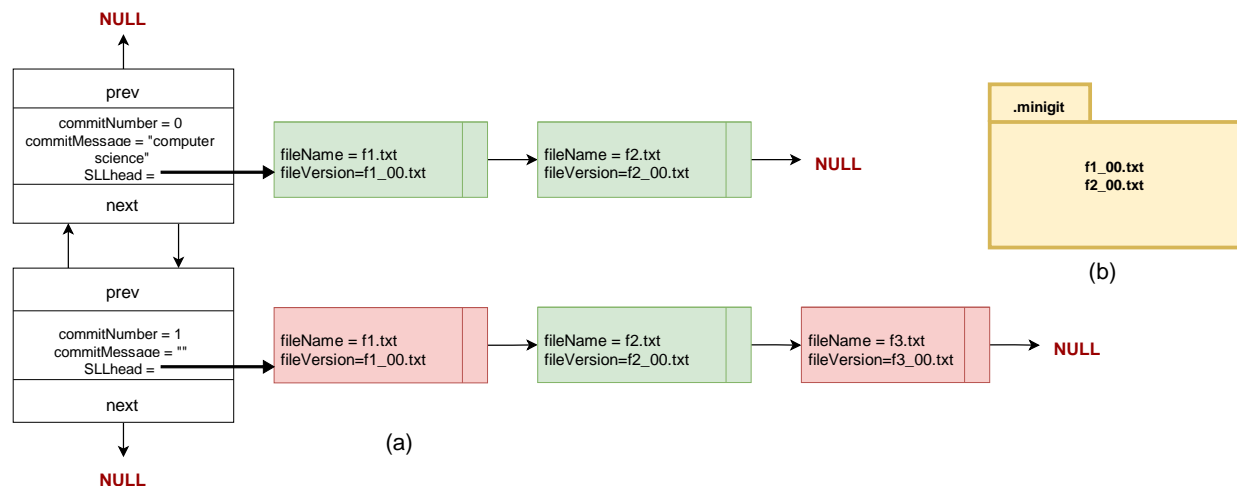 NULL
prev
commitNumber = 0
commitMessage = "computer
science"
SLLhead =
next
fileName = f1.txt
fileVersion=f1_00.txt
fileName = f2.txt
fileVersion=f2_00.txt
NULL
.minigit
f1_00.txt
f2_00.txt
(b)
prev
commitNumber = 1
commitMessage = ""
SLLhead =
next
fileName = f1.txt
fileVersion=f1_00.txt
fileName = f2.txt
fileVersion=f2_00.txt
fileName = f3.txt
fileVersion=f3_00.txt
NULL
(a)
NULL